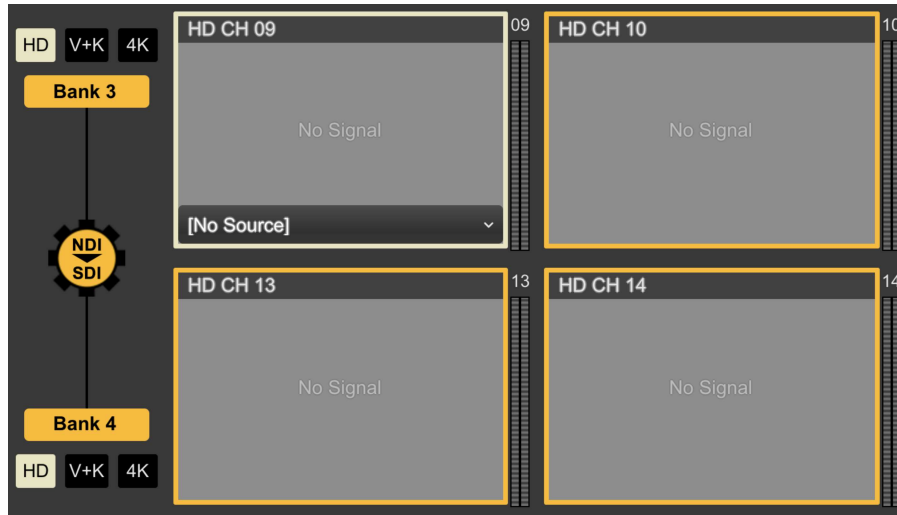 HD V+K 4K
Bank 3
NDI
SDI
Bank 4
HD V+K 4K
HD CH 09
09
No Signal
[No Source]
HD CH 10
10
No Signal
HD CH 13
13
No Signal
HD CH 14
14
No Signal